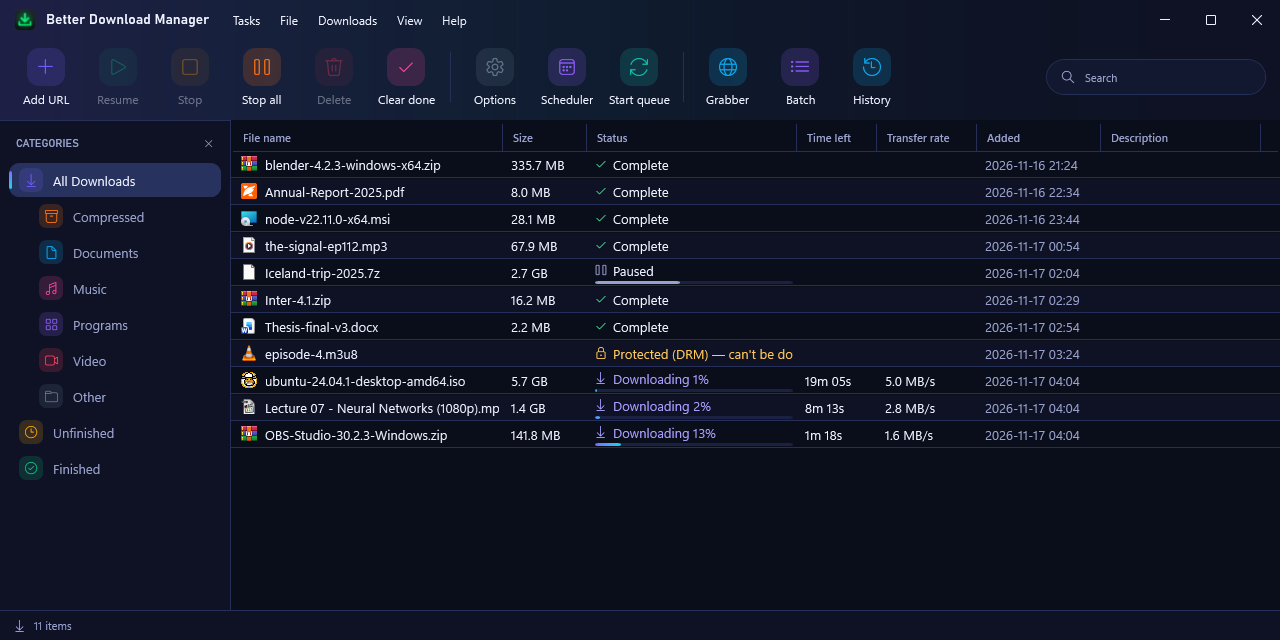 Better Download Manager Tasks File Downloads View Help
Add URL Resume Stop Stop all Delete Clear done Options Scheduler Start queue Grabber Batch History Search
CATEGORIES
All Downloads
Compressed
Documents
Music
Programs
Video
Other
Unfinished
Finished
File name Size Status Time left Transfer rate Added Description
blender-4.2.3-windows-x64.zip 335.7 MB Complete 2026-11-16 21:24
Annual-Report-2025.pdf 8.0 MB Complete 2026-11-16 22:34
node-v22.11.0-x64.msi 28.1 MB Complete 2026-11-16 23:44
the-signal-ep112.mp3 67.9 MB Complete 2026-11-17 00:54
Iceland-trip-2025.7z 2.7 GB Paused 2026-11-17 02:04
Inter-4.1.zip 16.2 MB Complete 2026-11-17 02:29
Thesis-final-v3.docx 2.2 MB Complete 2026-11-17 02:54
episode-4.m3u8 Protected (DRM) — can't be do 2026-11-17 03:24
ubuntu-24.04.1-desktop-amd64.iso 5.7 GB Downloading 1% 19m 05s 5.0 MB/s 2026-11-17 04:04
Lecture 07 - Neural Networks (1080p).mp 1.4 GB Downloading 2% 8m 13s 2.8 MB/s 2026-11-17 04:04
OBS-Studio-30.2.3-Windows.zip 141.8 MB Downloading 13% 1m 18s 1.6 MB/s 2026-11-17 04:04
11 items